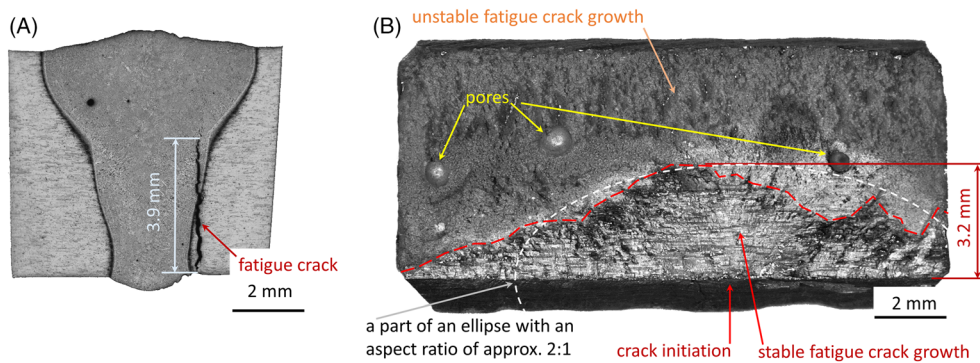 (A)
3.9 mm
fatigue crack
2 mm
(B)
unstable fatigue crack growth
pores
3.2 mm
2 mm
a part of an ellipse with an
aspect ratio of approx. 2:1
crack initiation
stable fatigue crack growth